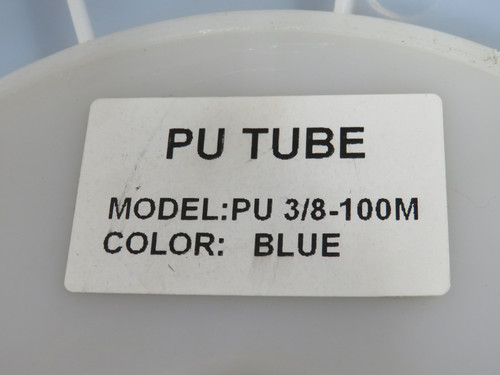 PU TUBE
MODEL:PU 3/8-100M
COLOR: BLUE